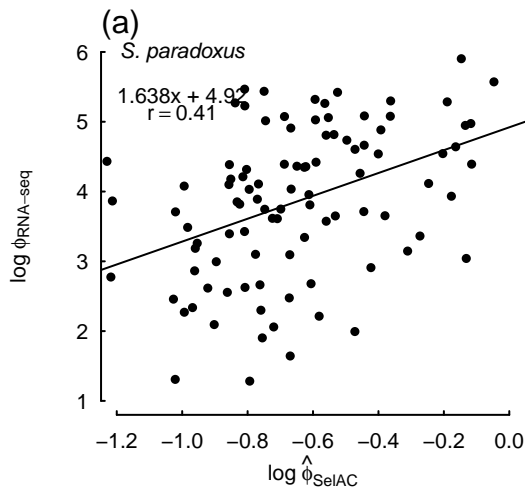 (a)
S. paradoxus
1.638x + 4.92
r = 0.41
6
5
4
3
2
1
log ϕRNA−seq
−1.2 −1.0 −0.8 −0.6 −0.4 −0.2 0.0
log ϕ̂SelAC